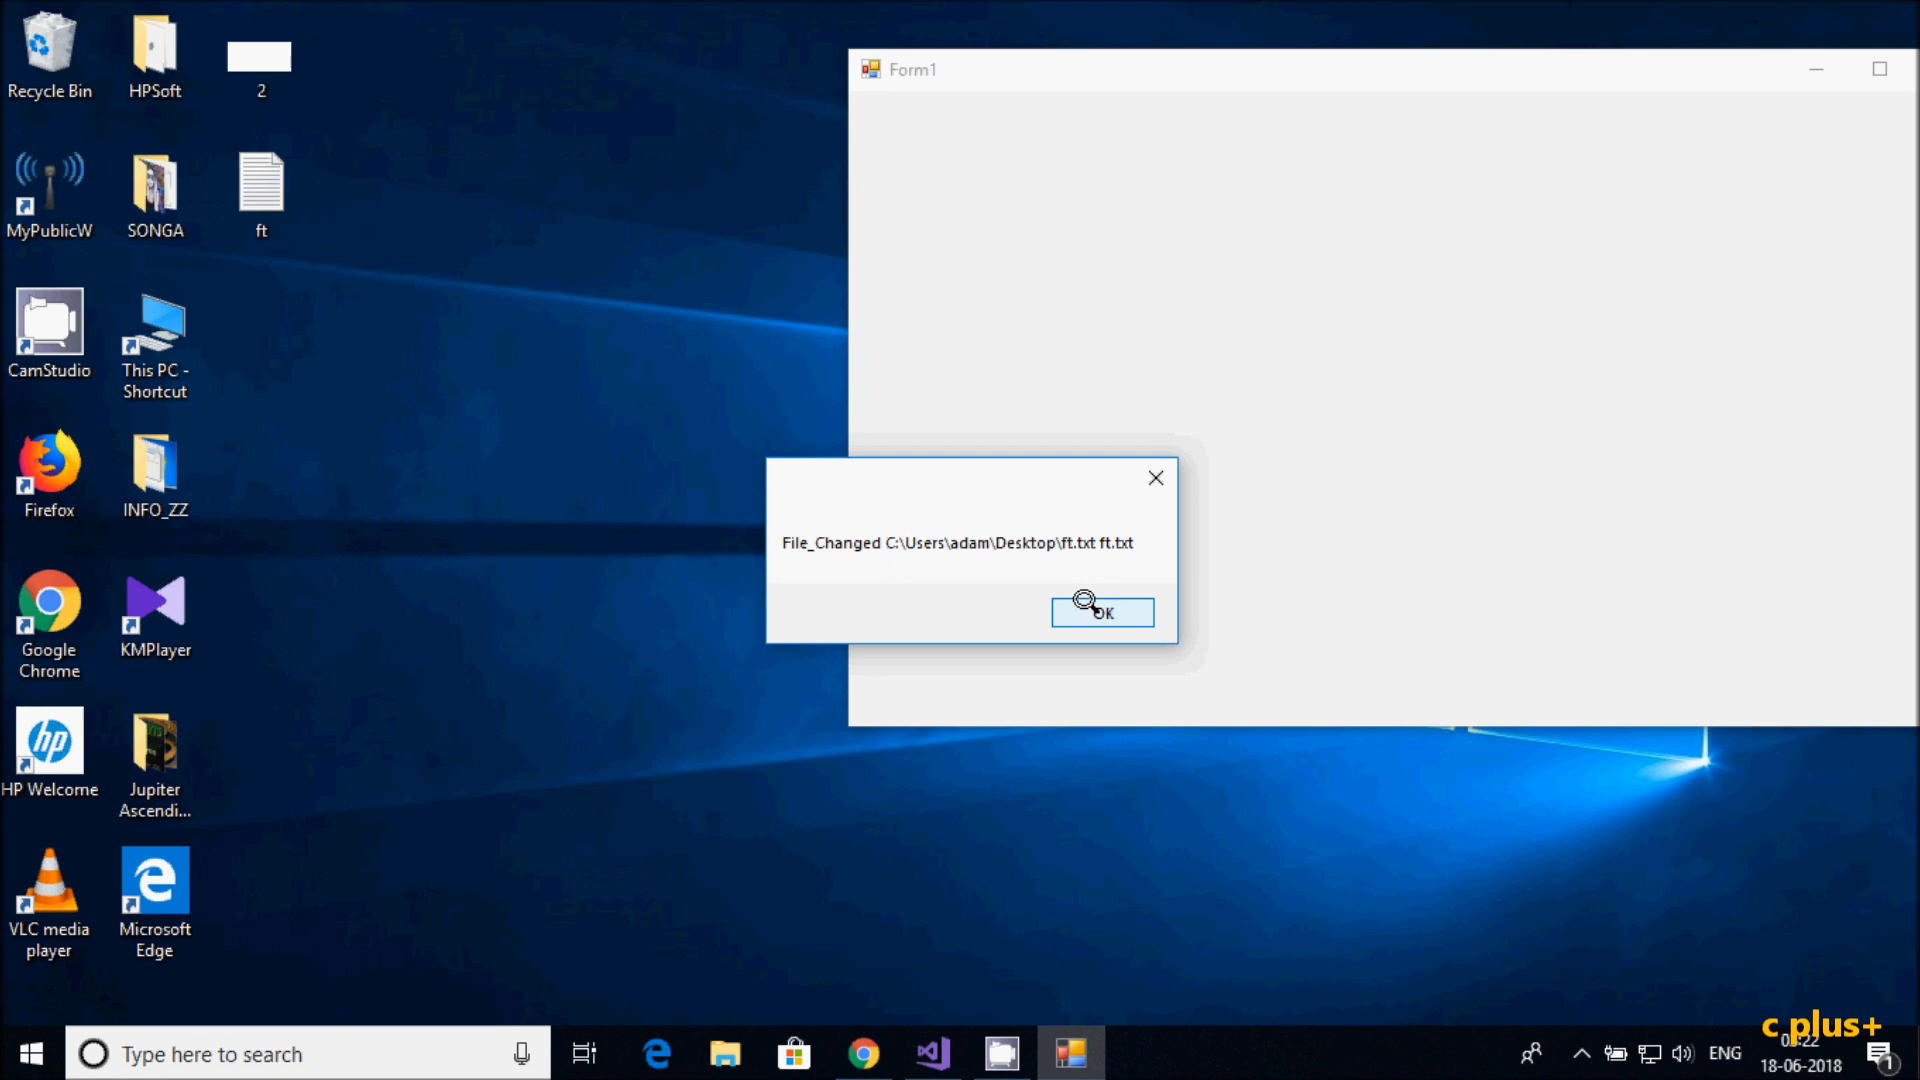 Recycle Bin
HPSoft
2
MyPublicW
SONGA
ft
CamStudio
This PC -
Shortcut
Firefox
INFO_ZZ
Google
Chrome
KMPlayer
hp
HP Welcome
Jupiter
Ascendi...
VLC media
player
Microsoft
Edge
Form1
File_Changed C:\Users\adam\Desktop\ft.txt ft.txt
OK
Type here to search
ENG
c plus+
18-06-2018
1